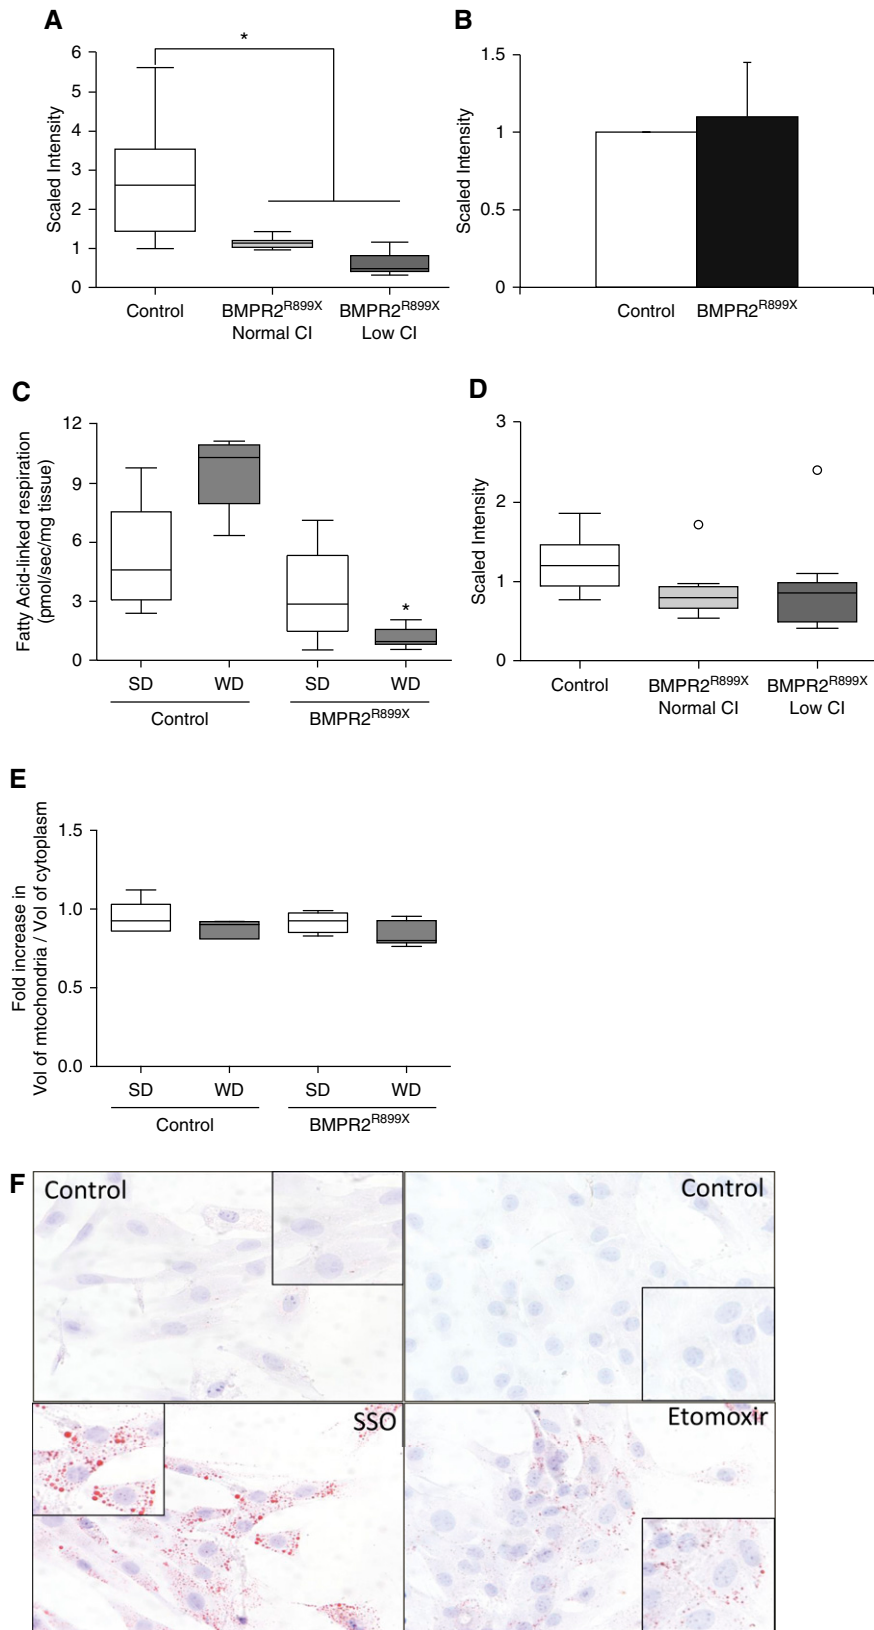 A
*
Scaled Intensity
6
5
4
3
2
1
0
Control
BMPR2R899X
Normal CI
BMPR2R899X
Low CI
B
Scaled Intensity
1.5
1
0.5
0
Control
BMPR2R899X
C
Fatty Acid-linked respiration
(pmol/sec/mg tissue)
12
9
6
3
0
*
SD
WD
SD
WD
Control
BMPR2R899X
D
Scaled Intensity
3
2
1
0
Control
BMPR2R899X
Normal CI
BMPR2R899X
Low CI
E
Fold increase in
Vol of mtochondria / Vol of cytoplasm
1.5
1.0
0.5
0.0
SD
WD
SD
WD
Control
BMPR2R899X
F
Control
Control
SSO
Etomoxir